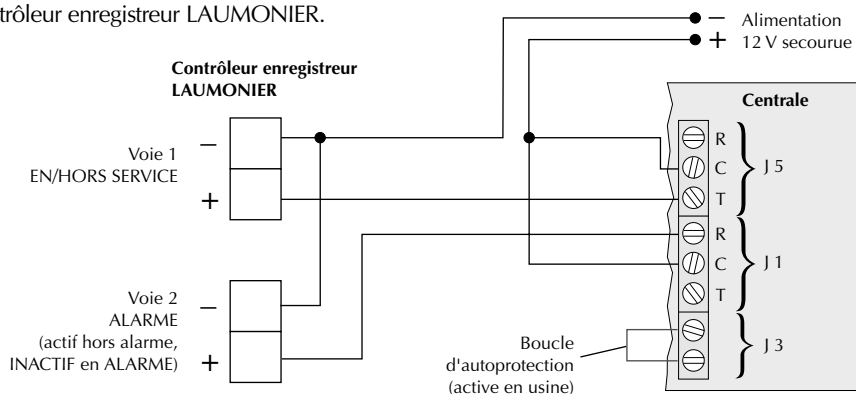 trôleur enregistreur LAUMONIER.
– Alimentation
+ 12 V secourue
Contrôleur enregistreur
LAUMONIER
Centrale
Voie 1
EN/HORS SERVICE
–
+
R
C
T
J 5
R
C
T
J 1
Voie 2
ALARME
(actif hors alarme,
INACTIF en ALARME)
–
+
Boucle
d'autoprotection
(active en usine)
J 3